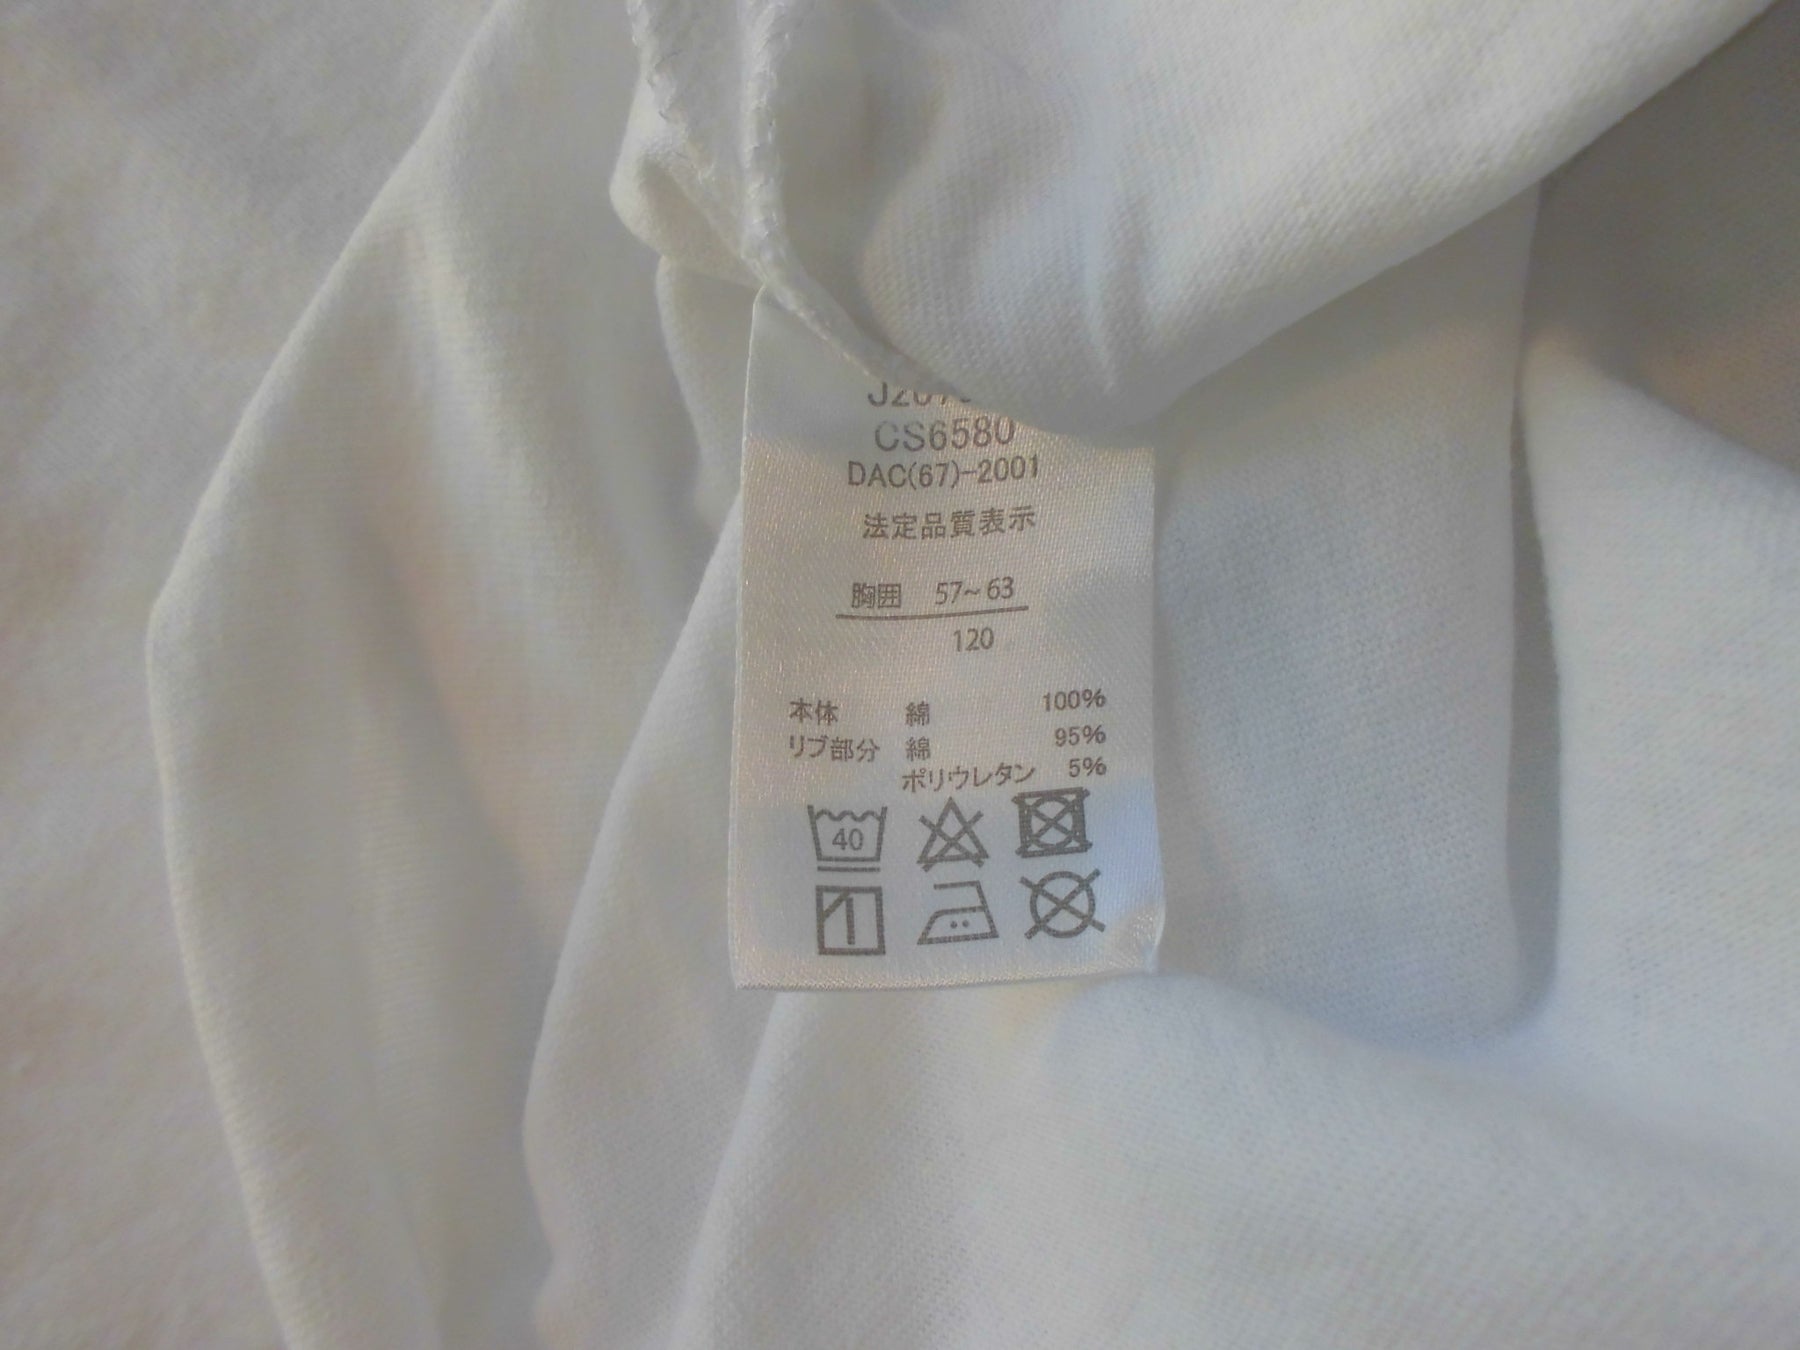 CS6580
DAC(67)-2001
法定品質表示
胸囲 57~63
120
本体 綿 100%
リブ部分 綿 95%
ポリウレタン 5%
40